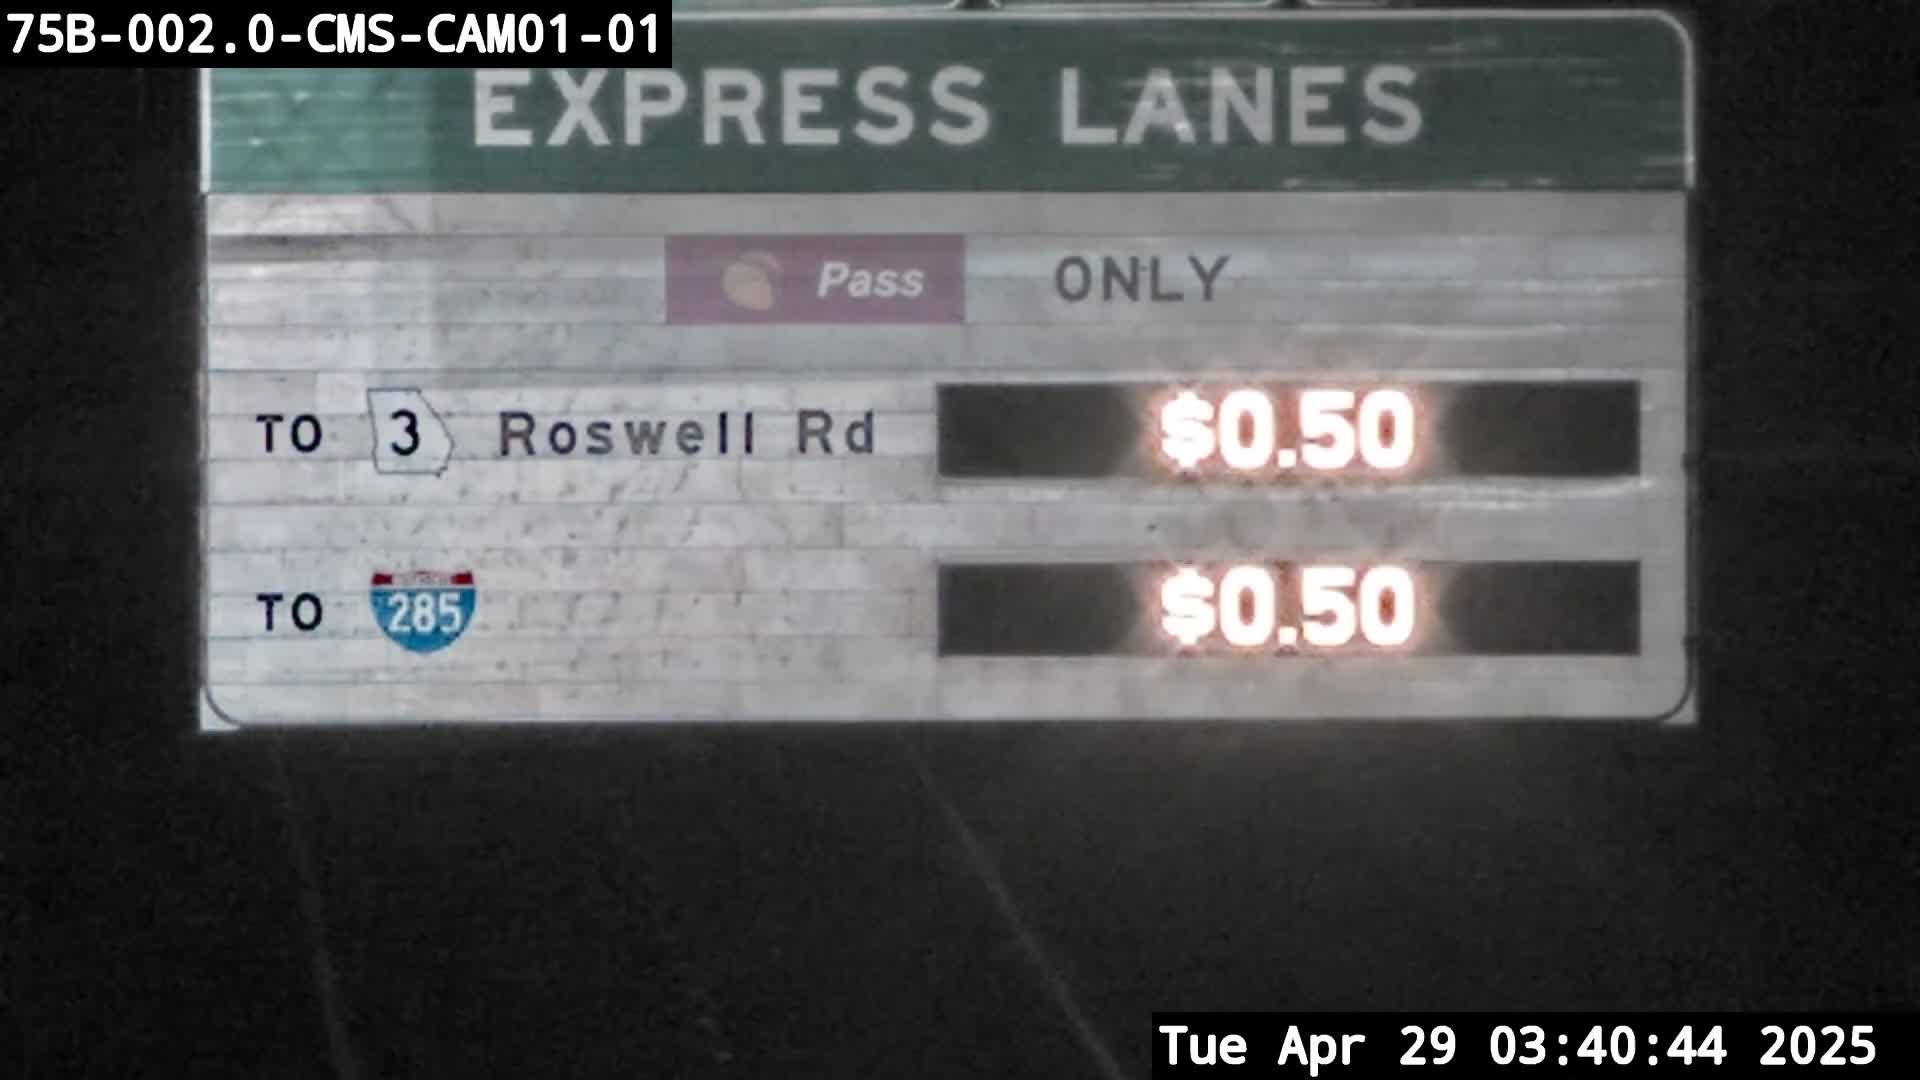 75B-002.0-CMS-CAM01-01
EXPRESS LANES
Pass ONLY
TO 3 Roswell Rd $0.50
TO 285 $0.50
Tue Apr 29 03:40:44 2025